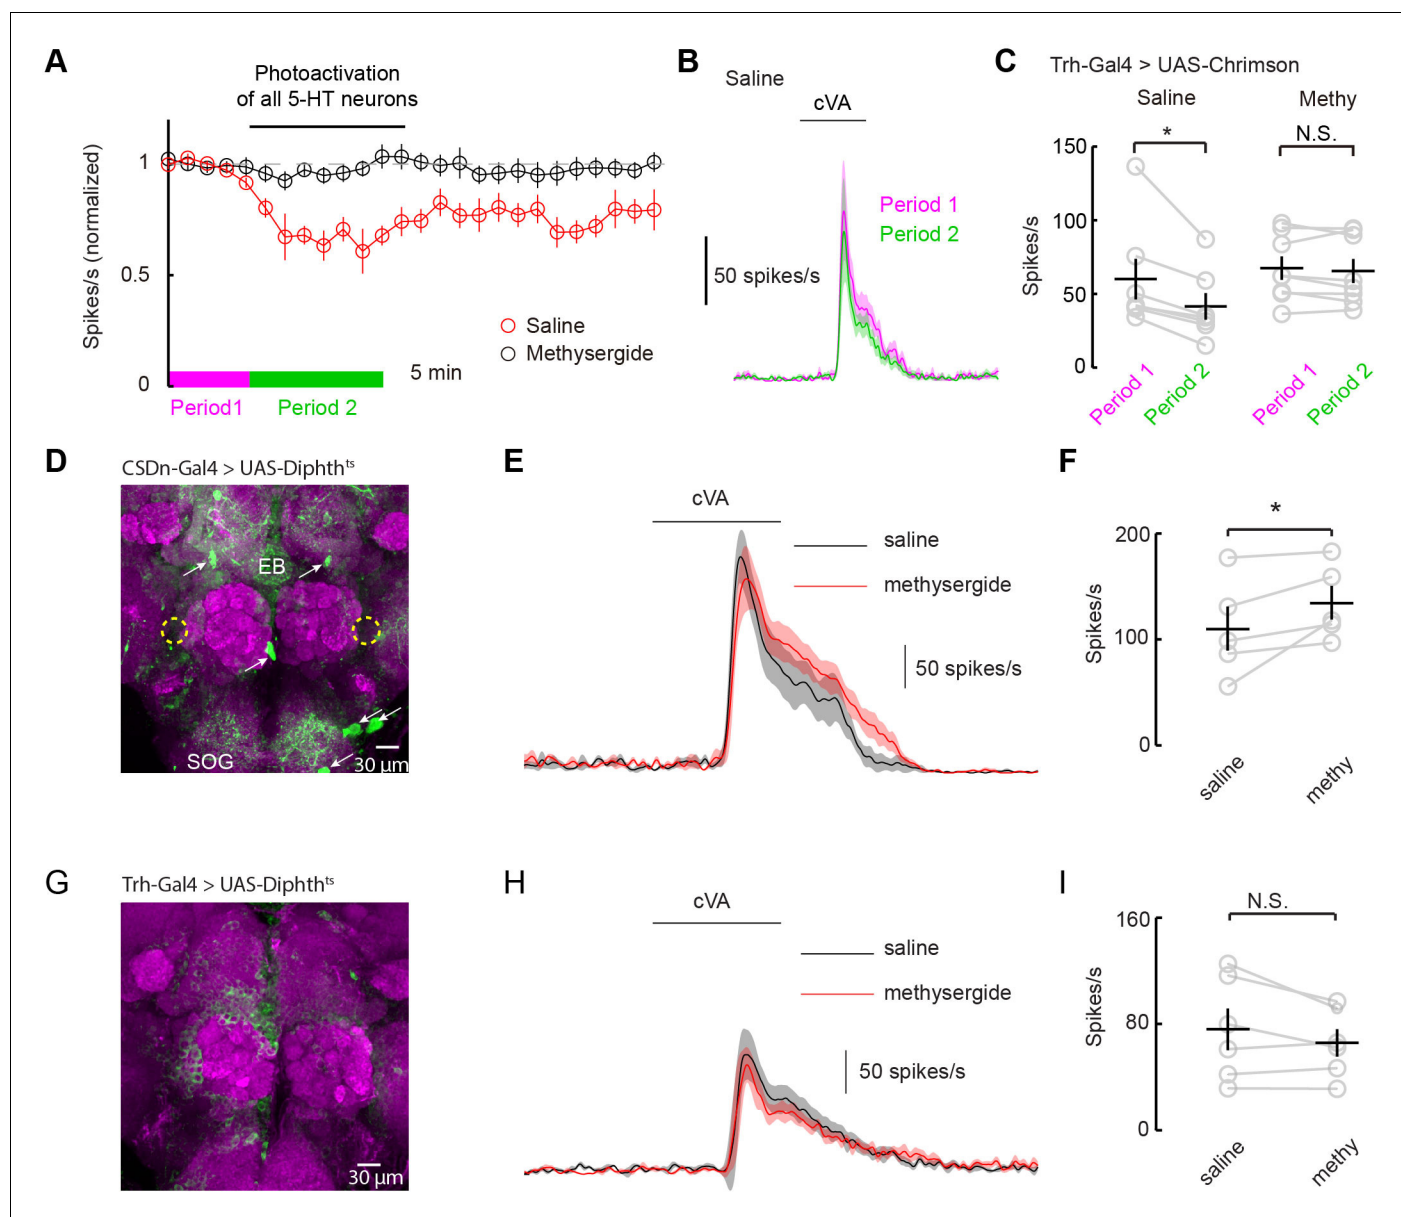 A
Photoactivation
of all 5-HT neurons
Spikes/s (normalized)
1
0.5
0
Saline
Methysergide
5 min
Period1
Period 2
B
Saline
cVA
Period 1
Period 2
50 spikes/s
C
Trh-Gal4 > UAS-Chrimson
Saline
Methy
*
N.S.
Spikes/s
150
100
50
0
Period 1
Period 2
Period 1
Period 2
D
CSDn-Gal4 > UAS-Diphthts
EB
SOG
30 µm
E
cVA
saline
methysergide
50 spikes/s
F
*
Spikes/s
200
100
0
saline
methy
G
Trh-Gal4 > UAS-Diphthts
30 µm
H
cVA
saline
methysergide
50 spikes/s
I
N.S.
Spikes/s
160
80
0
saline
methy